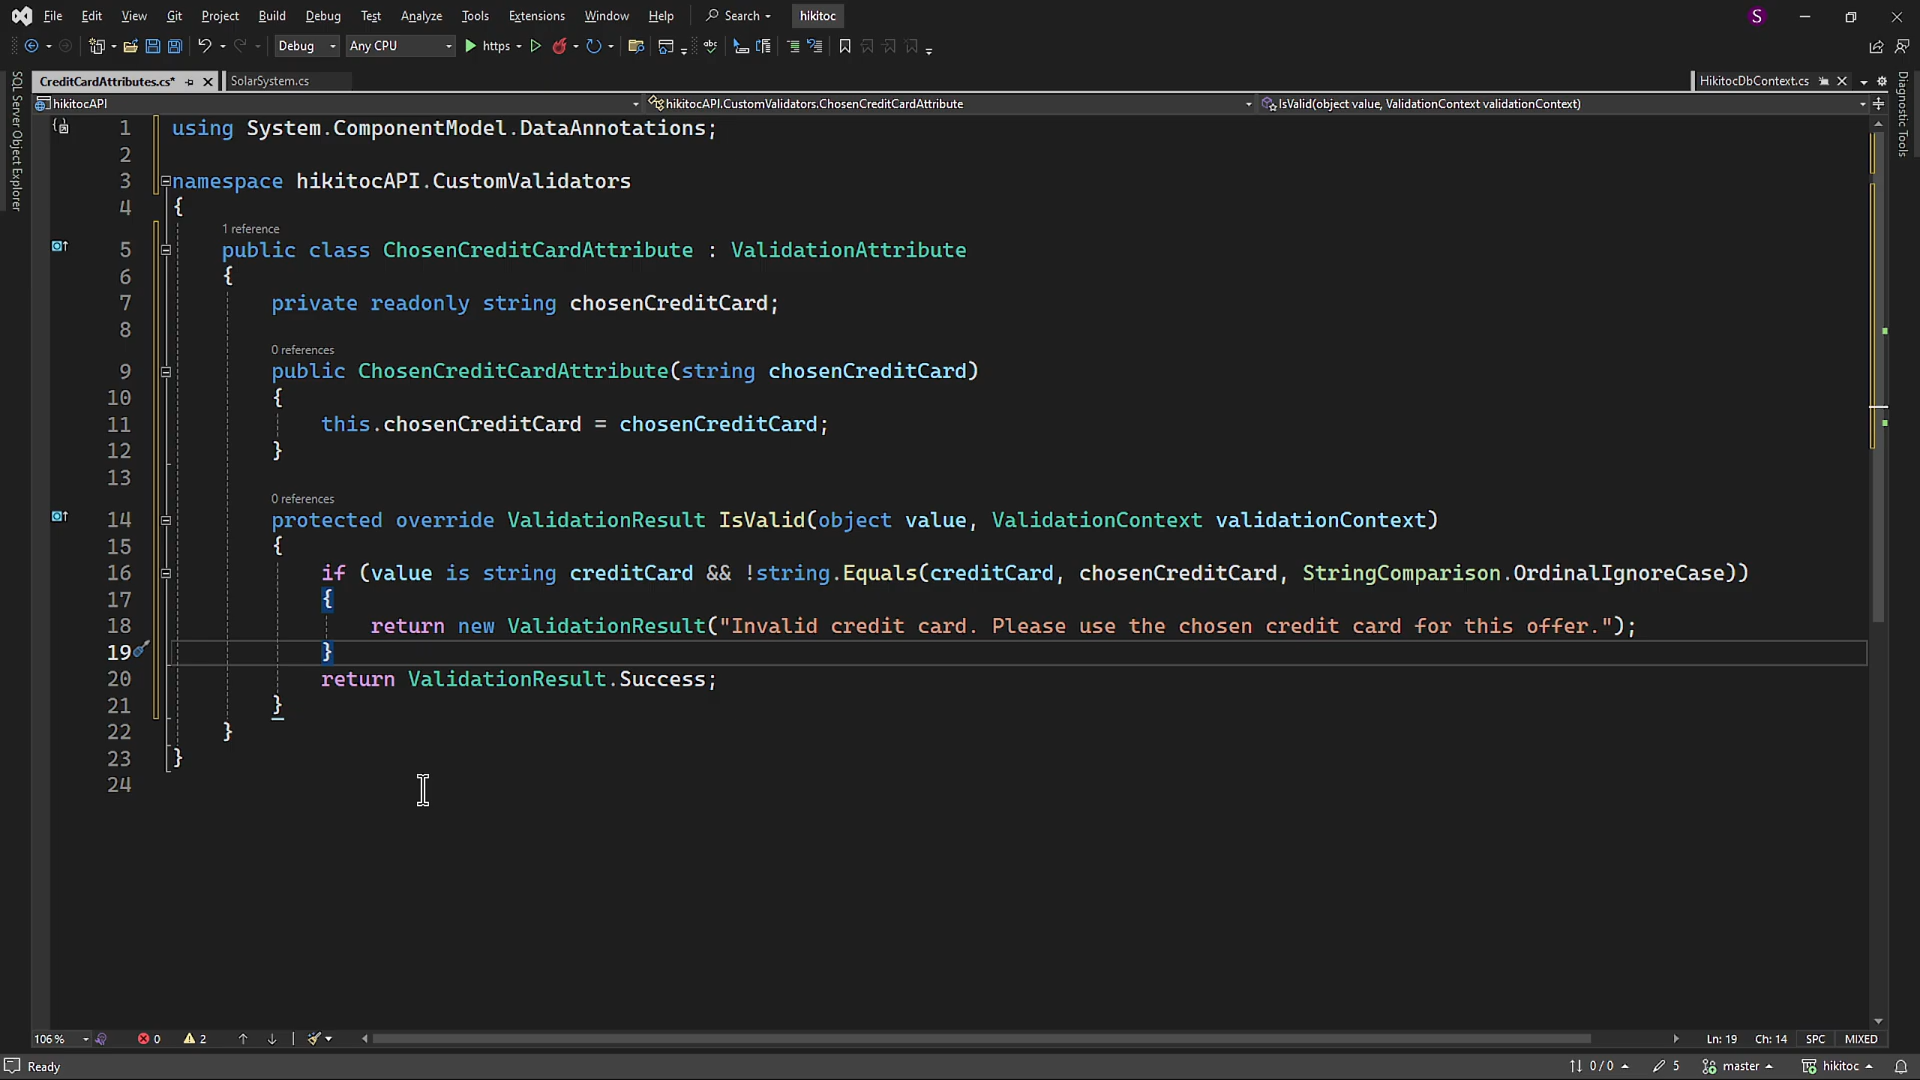 File Edit View Git Project Build Debug Test Analyze Tools Extensions Window Help Search hikitoc S
Debug Any CPU https
CreditCardAttributes.cs* SolarSystem.cs HikitocDbContext.cs
hikitocAPI hikitocAPI.CustomValidators.ChosenCreditCardAttribute IsValid(object value, ValidationContext validationContext)
SQL Server Object Explorer
Diagnostic Tools
1 using System.ComponentModel.DataAnnotations;
2
3 namespace hikitocAPI.CustomValidators
4 {
1 reference
5 public class ChosenCreditCardAttribute : ValidationAttribute
6 {
7 private readonly string chosenCreditCard;
8
0 references
9 public ChosenCreditCardAttribute(string chosenCreditCard)
10 {
11 this.chosenCreditCard = chosenCreditCard;
12 }
13
0 references
14 protected override ValidationResult IsValid(object value, ValidationContext validationContext)
15 {
16 if (value is string creditCard && !string.Equals(creditCard, chosenCreditCard, StringComparison.OrdinalIgnoreCase))
17 {
18 return new ValidationResult("Invalid credit card. Please use the chosen credit card for this offer.");
19 }
20 return ValidationResult.Success;
21 }
22 }
23 }
24
106 % 0 2 Ln: 19 Ch: 14 SPC MIXED
Ready 0 / 0 5 master hikitoc